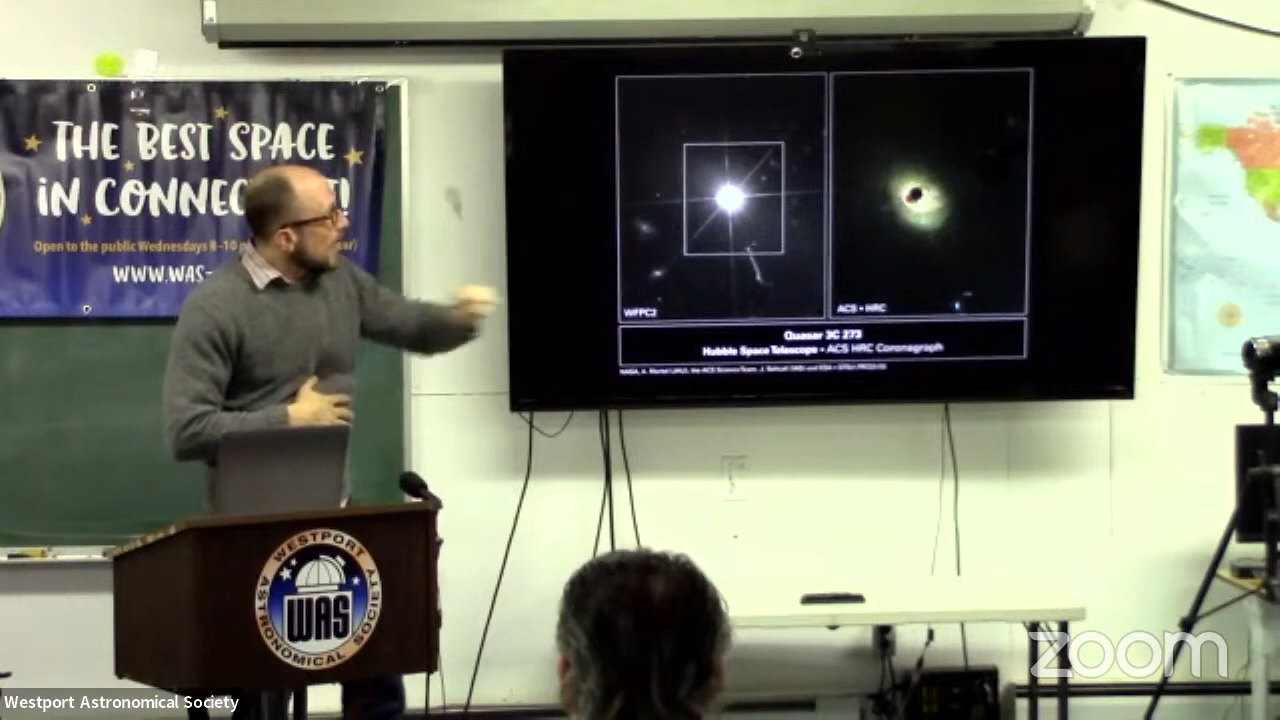 THE BEST SPACE
IN CONNEC
Open to the public Wednesdays 8-10
WWW.WAS-
WFPC2
ACS • HRC
Quasar 3C 273
Hubble Space Telescope • ACS HRC Coronagraph
WESTPORT
ASTRONOMICAL SOCIETY
WAS
zoom
Westport Astronomical Society